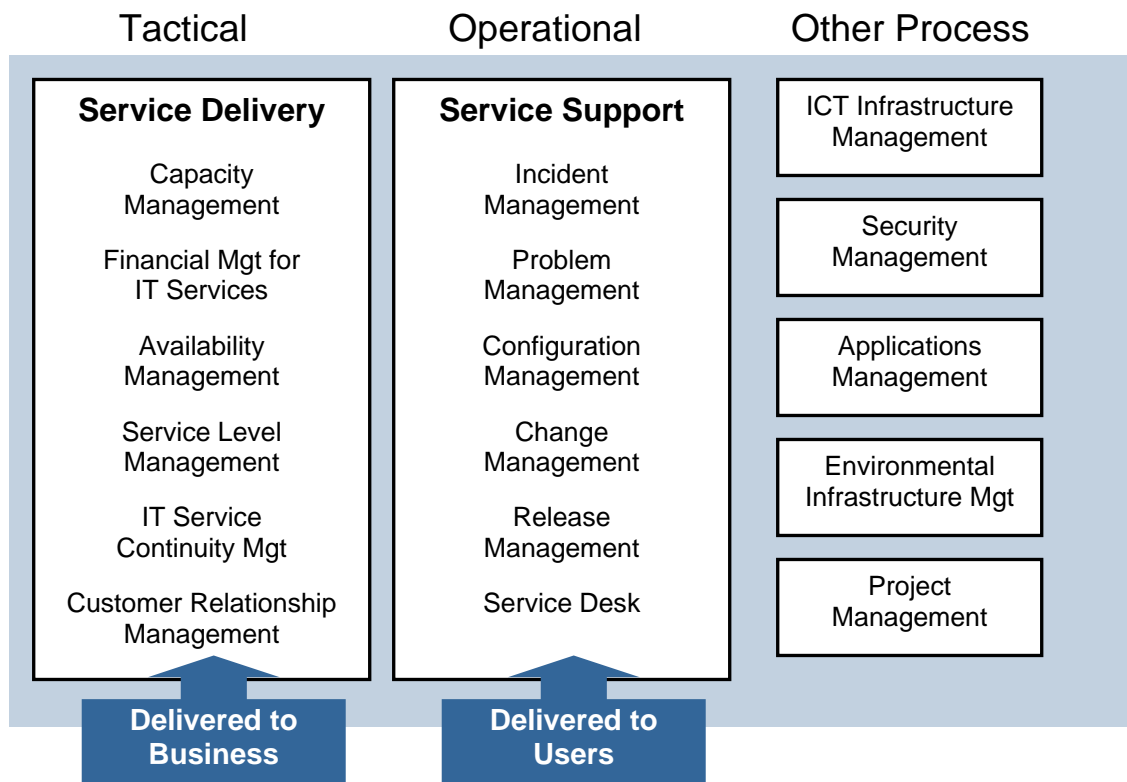 Tactical
Operational
Other Process
Service Delivery
Capacity
Management
Financial Mgt for
IT Services
Availability
Management
Service Level
Management
IT Service
Continuity Mgt
Customer Relationship
Management
Delivered to
Business
Service Support
Incident
Management
Problem
Management
Configuration
Management
Change
Management
Release
Management
Service Desk
Delivered to
Users
ICT Infrastructure
Management
Security
Management
Applications
Management
Environmental
Infrastructure Mgt
Project
Management